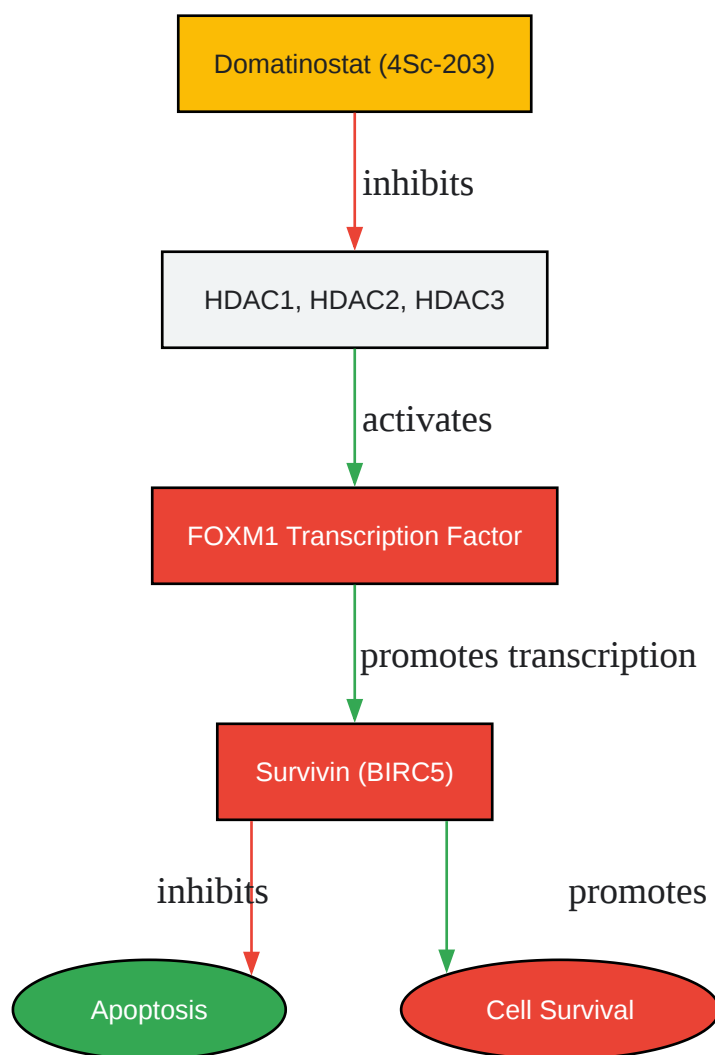 Domatinostat (4Sc-203)
inhibits
HDAC1, HDAC2, HDAC3
activates
FOXM1 Transcription Factor
promotes transcription
Survivin (BIRC5)
inhibits
promotes
Apoptosis
Cell Survival